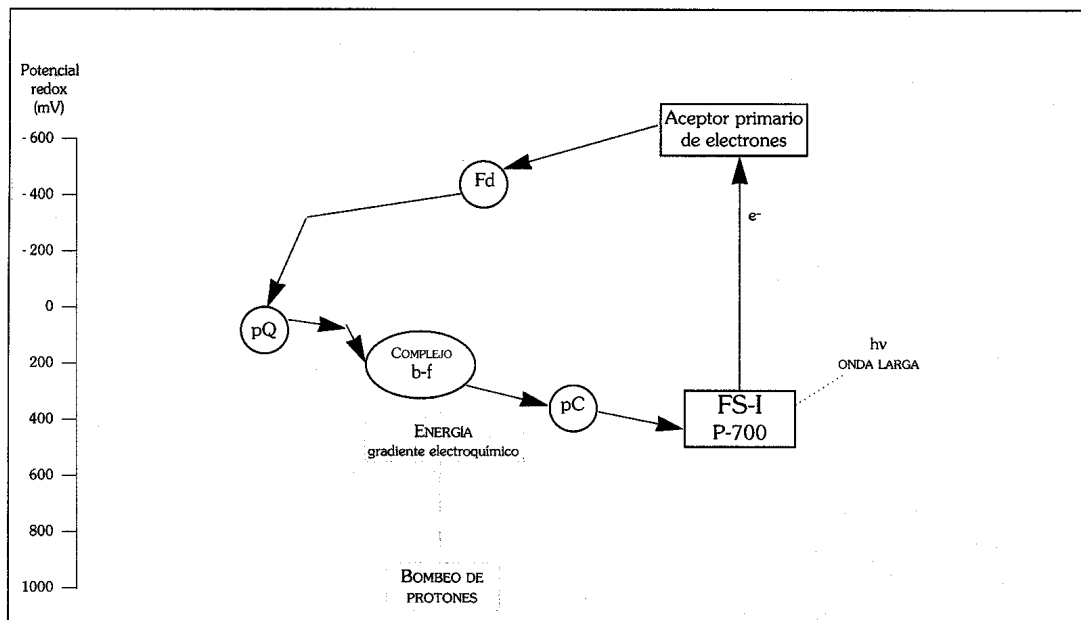 Potencial
redox
(mV)
- 600
- 400
- 200
0
200
400
600
800
1000
Aceptor primario
de electrones
Fd
e-
pQ
COMPLEJO
b-f
pC
hν
ONDA LARGA
FS-I
P-700
ENERGÍA
gradiente electroquímico
BOMBEO DE
PROTONES